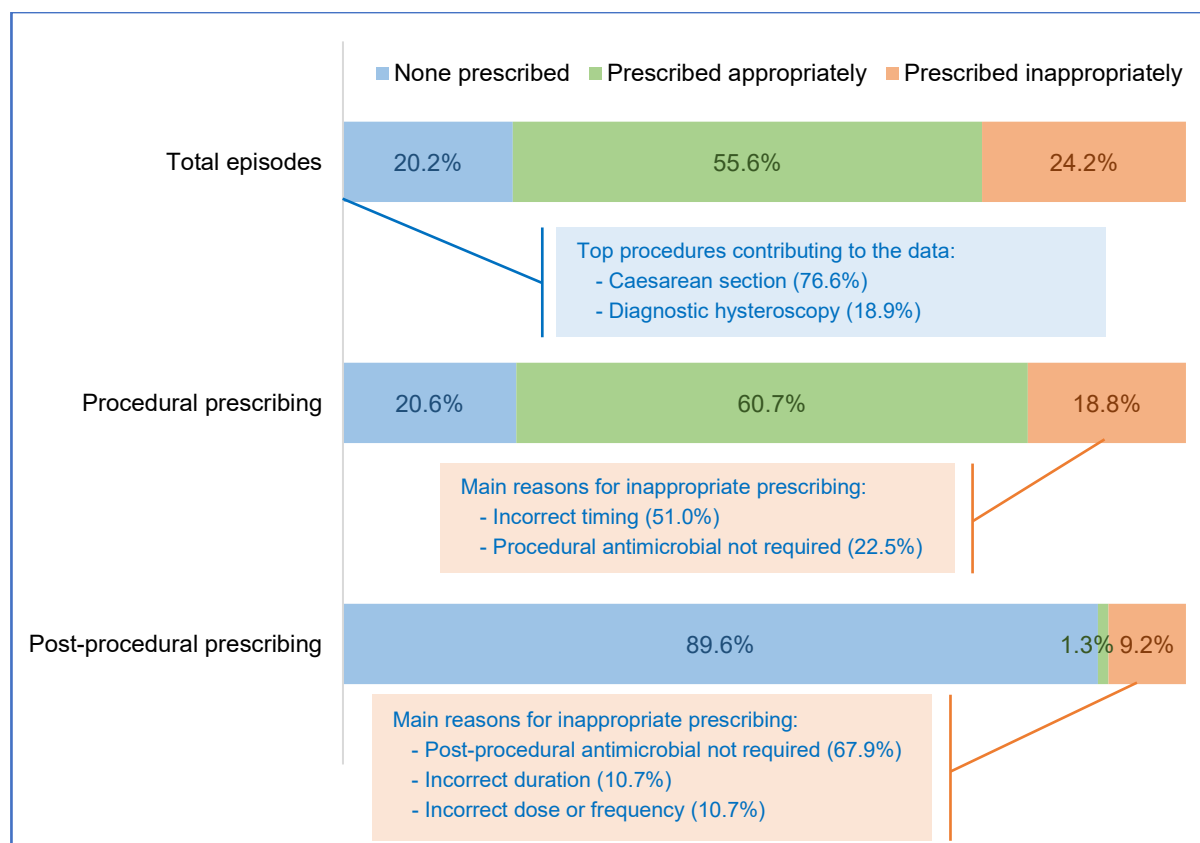 None prescribed Prescribed appropriately Prescribed inappropriately
Total episodes 20.2% 55.6% 24.2%
Top procedures contributing to the data:
- Caesarean section (76.6%)
- Diagnostic hysteroscopy (18.9%)
Procedural prescribing 20.6% 60.7% 18.8%
Main reasons for inappropriate prescribing:
- Incorrect timing (51.0%)
- Procedural antimicrobial not required (22.5%)
Post-procedural prescribing 89.6% 1.3% 9.2%
Main reasons for inappropriate prescribing:
- Post-procedural antimicrobial not required (67.9%)
- Incorrect duration (10.7%)
- Incorrect dose or frequency (10.7%)